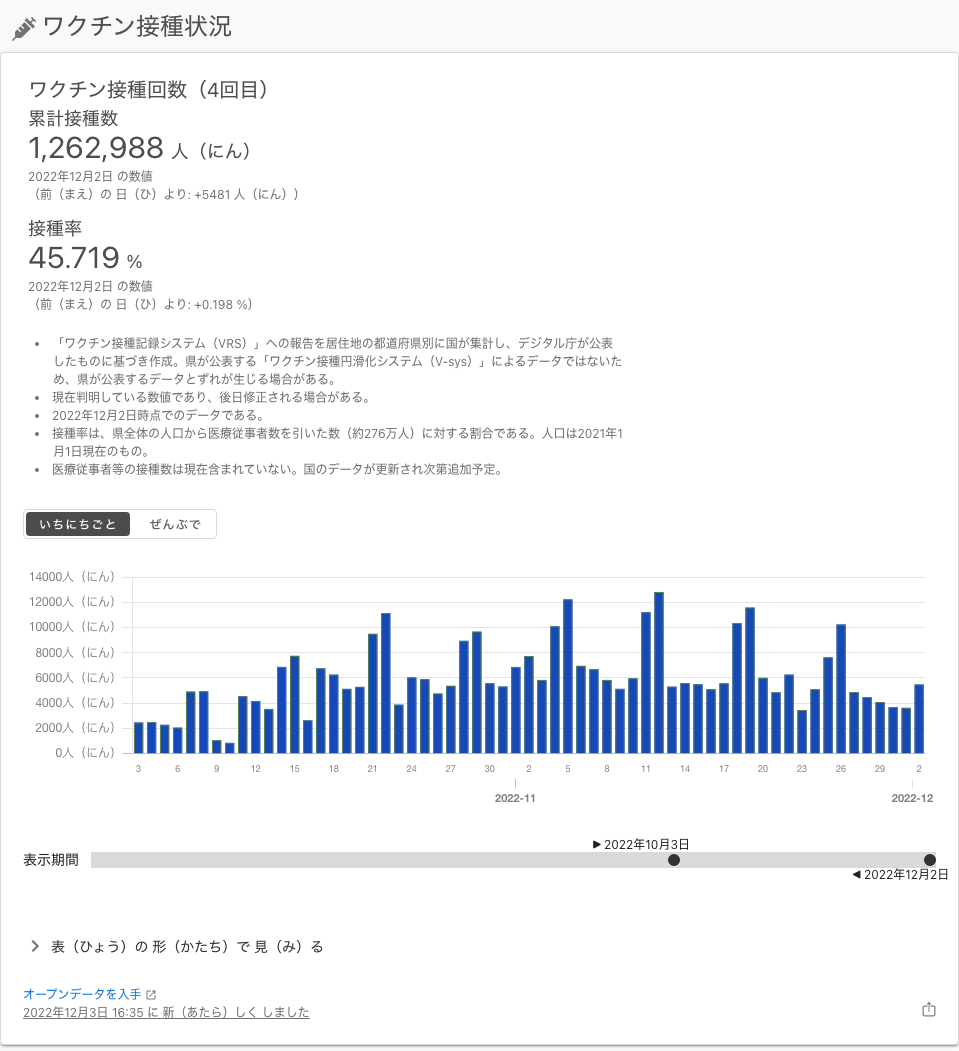 ワクチン接種状況
ワクチン接種回数（4回目）
累計接種数
1,262,988 人（にん）
2022年12月2日 の数値
（前（まえ）の 日（ひ）より: +5481 人（にん））
接種率
45.719 %
2022年12月2日 の数値
（前（まえ）の 日（ひ）より: +0.198 %）
• 「ワクチン接種記録システム（VRS）」への報告を居住地の都道府県別に国が集計し、デジタル庁が公表
したものに基づき作成。県が公表する「ワクチン接種円滑化システム（V-sys）」によるデータではないた
め、県が公表するデータとずれが生じる場合がある。
• 現在判明している数値であり、後日修正される場合がある。
• 2022年12月2日時点でのデータである。
• 接種率は、県全体の人口から医療従事者数を引いた数（約276万人）に対する割合である。人口は2021年1
月1日現在のもの。
• 医療従事者等の接種数は現在含まれていない。国のデータが更新され次第追加予定。
いちにちごと ぜんぶで
14000人（にん）
12000人（にん）
10000人（にん）
8000人（にん）
6000人（にん）
4000人（にん）
2000人（にん）
0人（にん）
3 6 9 12 15 18 21 24 27 30 2 5 8 11 14 17 20 23 26 29 2
2022-11 2022-12
▶ 2022年10月3日
表示期間
◀ 2022年12月2日
表（ひょう）の 形（かたち）で 見（み）る
オープンデータを入手
2022年12月3日 16:35 に 新（あたら）しく しました